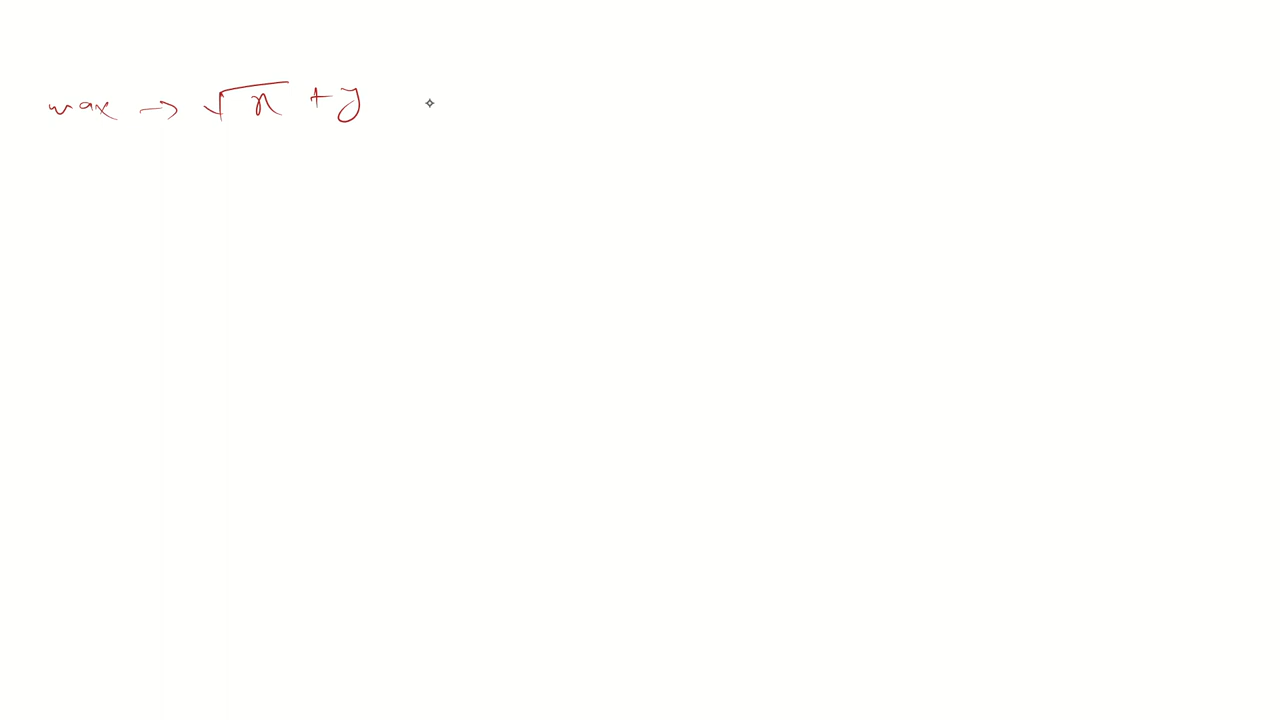 max → √x + y